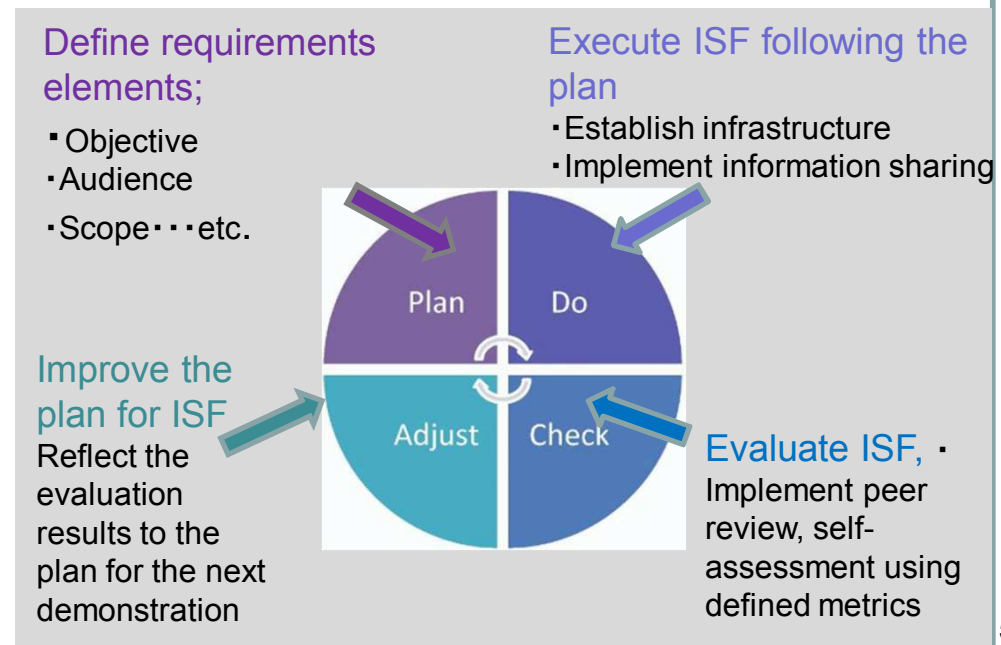 Define requirements
elements;
・Objective
・Audience
・Scope・・・etc.
Execute ISF following the
plan
・Establish infrastructure
・Implement information sharing
Plan
Do
Adjust
Check
Improve the
plan for ISF
Reflect the
evaluation
results to the
plan for the next
demonstration
Evaluate ISF, ・
Implement peer
review, self-
assessment using
defined metrics